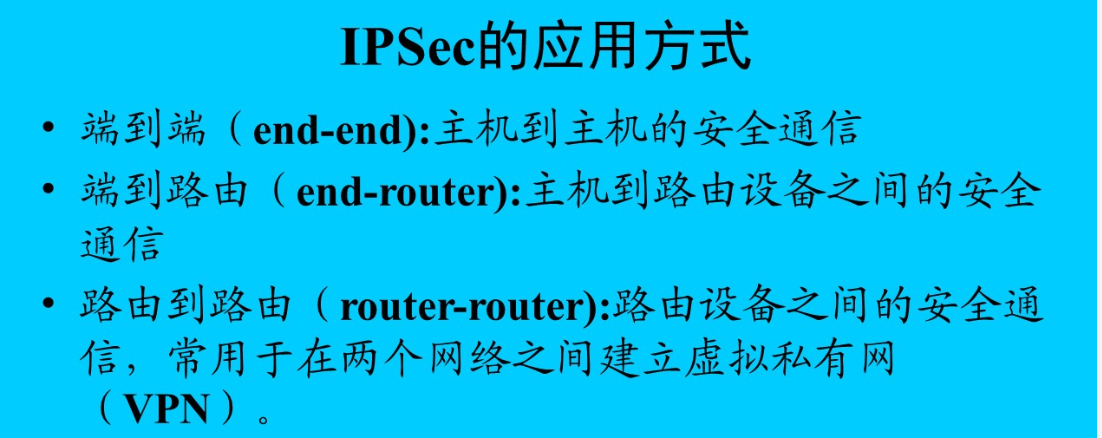 IPSec的应用方式
• 端到端（end-end):主机到主机的安全通信
• 端到路由（end-router):主机到路由设备之间的安全
通信
• 路由到路由（router-router):路由设备之间的安全通
信，常用于在两个网络之间建立虚拟私有网
（VPN）。